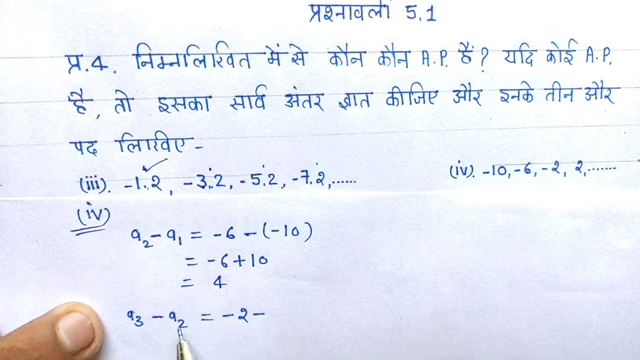 प्रश्नावली 5.1
प्र.4. निम्नलिखित में से कौन कौन A.P. हैं? यदि कोई A.P.
है, तो इसका सार्व अंतर ज्ञात कीजिए और इनके तीन और
पद लिखिए -
(iii). -1.2, -3.2, -5.2, -7.2, ...... (iv). -10, -6, -2, 2, .......
(iv)
a₂ - a₁ = -6 - (-10)
= -6 + 10
= 4
a₃ - a₂ = -2 -